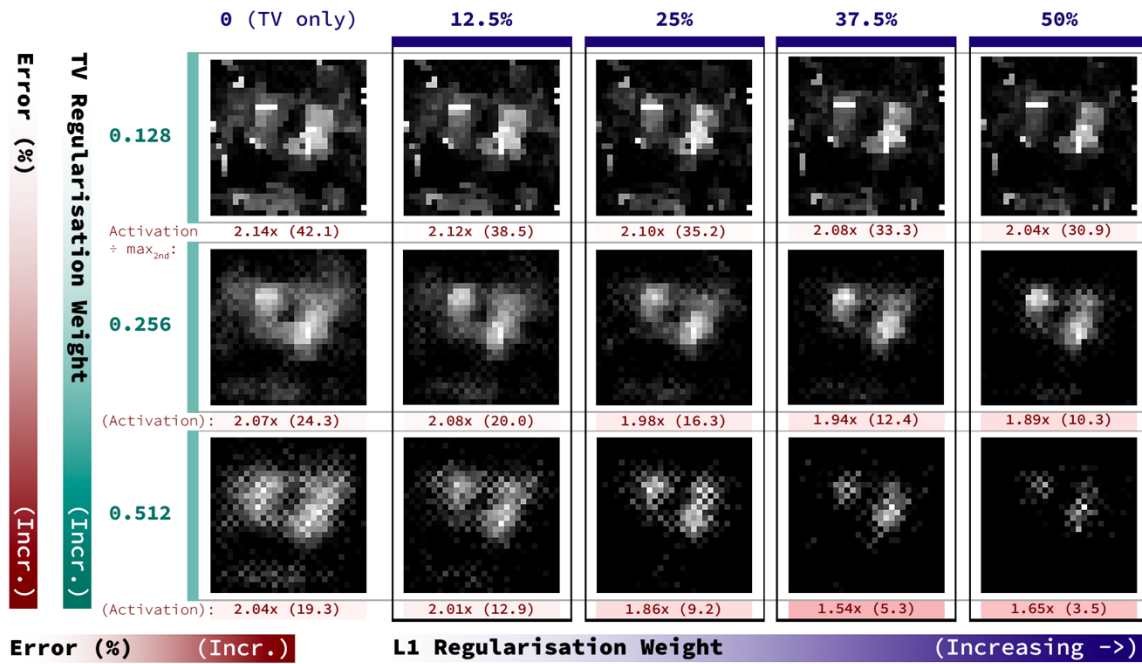 0 (TV only) 12.5% 25% 37.5% 50%
Error (%) (Incr.)
TV Regularisation Weight (Incr.)
0.128
Activation 2.14x (42.1) 2.12x (38.5) 2.10x (35.2) 2.08x (33.3) 2.04x (30.9)
÷ max2nd:
0.256
(Activation): 2.07x (24.3) 2.08x (20.0) 1.98x (16.3) 1.94x (12.4) 1.89x (10.3)
0.512
(Activation): 2.04x (19.3) 2.01x (12.9) 1.86x (9.2) 1.54x (5.3) 1.65x (3.5)
Error (%) (Incr.) L1 Regularisation Weight (Increasing ->)